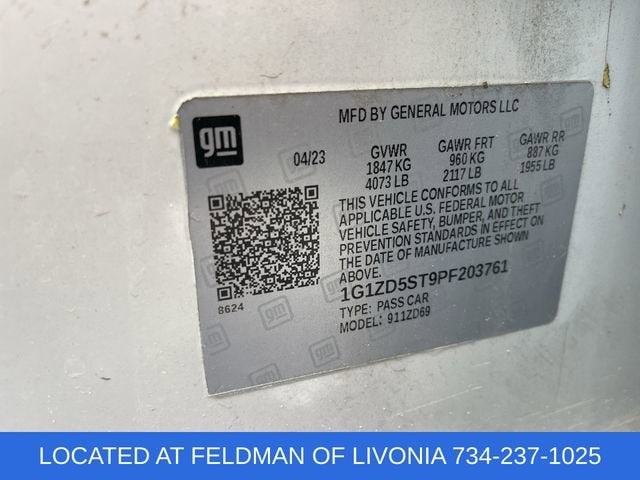 MFD BY GENERAL MOTORS LLC
gm
04/23
GVWR GAWR FRT GAWR RR
1847 KG 960 KG 887 KG
4073 LB 2117 LB 1955 LB
THIS VEHICLE CONFORMS TO ALL
APPLICABLE U.S. FEDERAL MOTOR
VEHICLE SAFETY, BUMPER, AND THEFT
PREVENTION STANDARDS IN EFFECT ON
THE DATE OF MANUFACTURE SHOWN
ABOVE.
1G1ZD5ST9PF203761
TYPE: PASS CAR
MODEL: 911ZD69
8624
LOCATED AT FELDMAN OF LIVONIA 734-237-1025